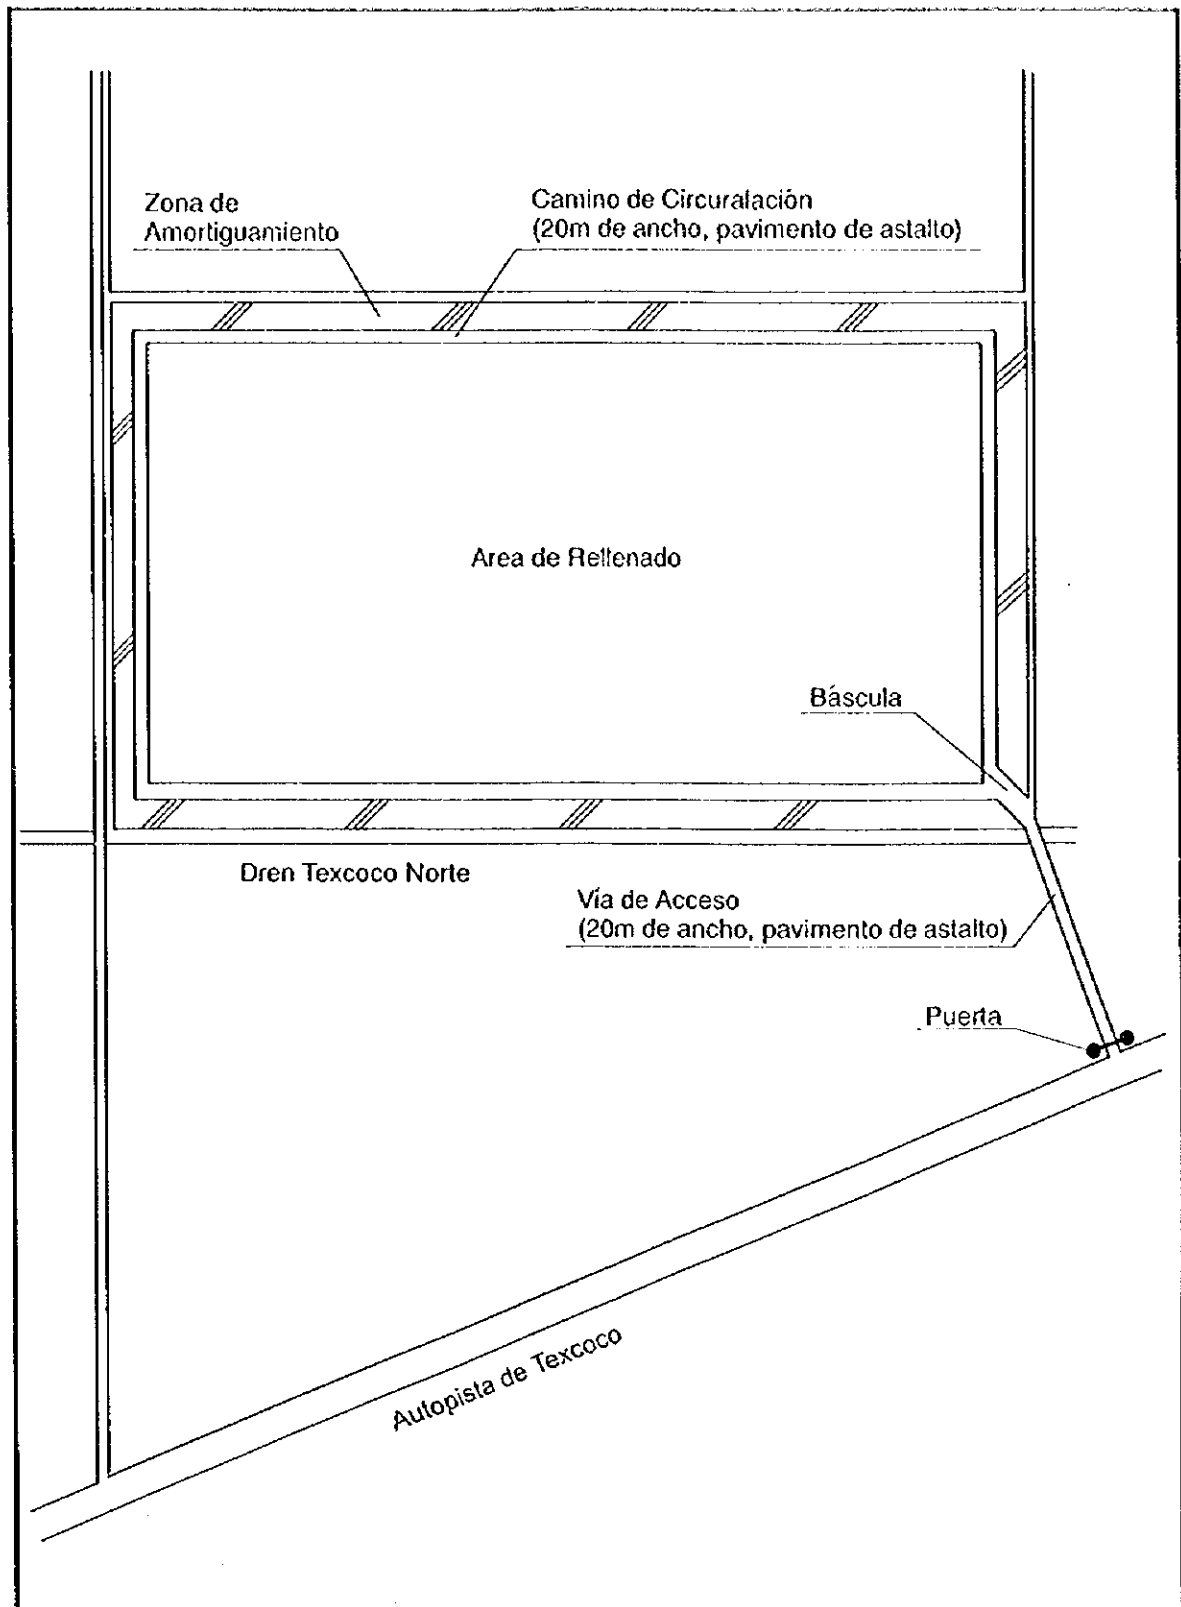 Zona de
Amortiguamiento
Camino de Circuralación
(20m de ancho, pavimento de astalto)
Area de Rellenado
Báscula
Dren Texcoco Norte
Vía de Acceso
(20m de ancho, pavimento de astalto)
Puerta
Autopista de Texcoco